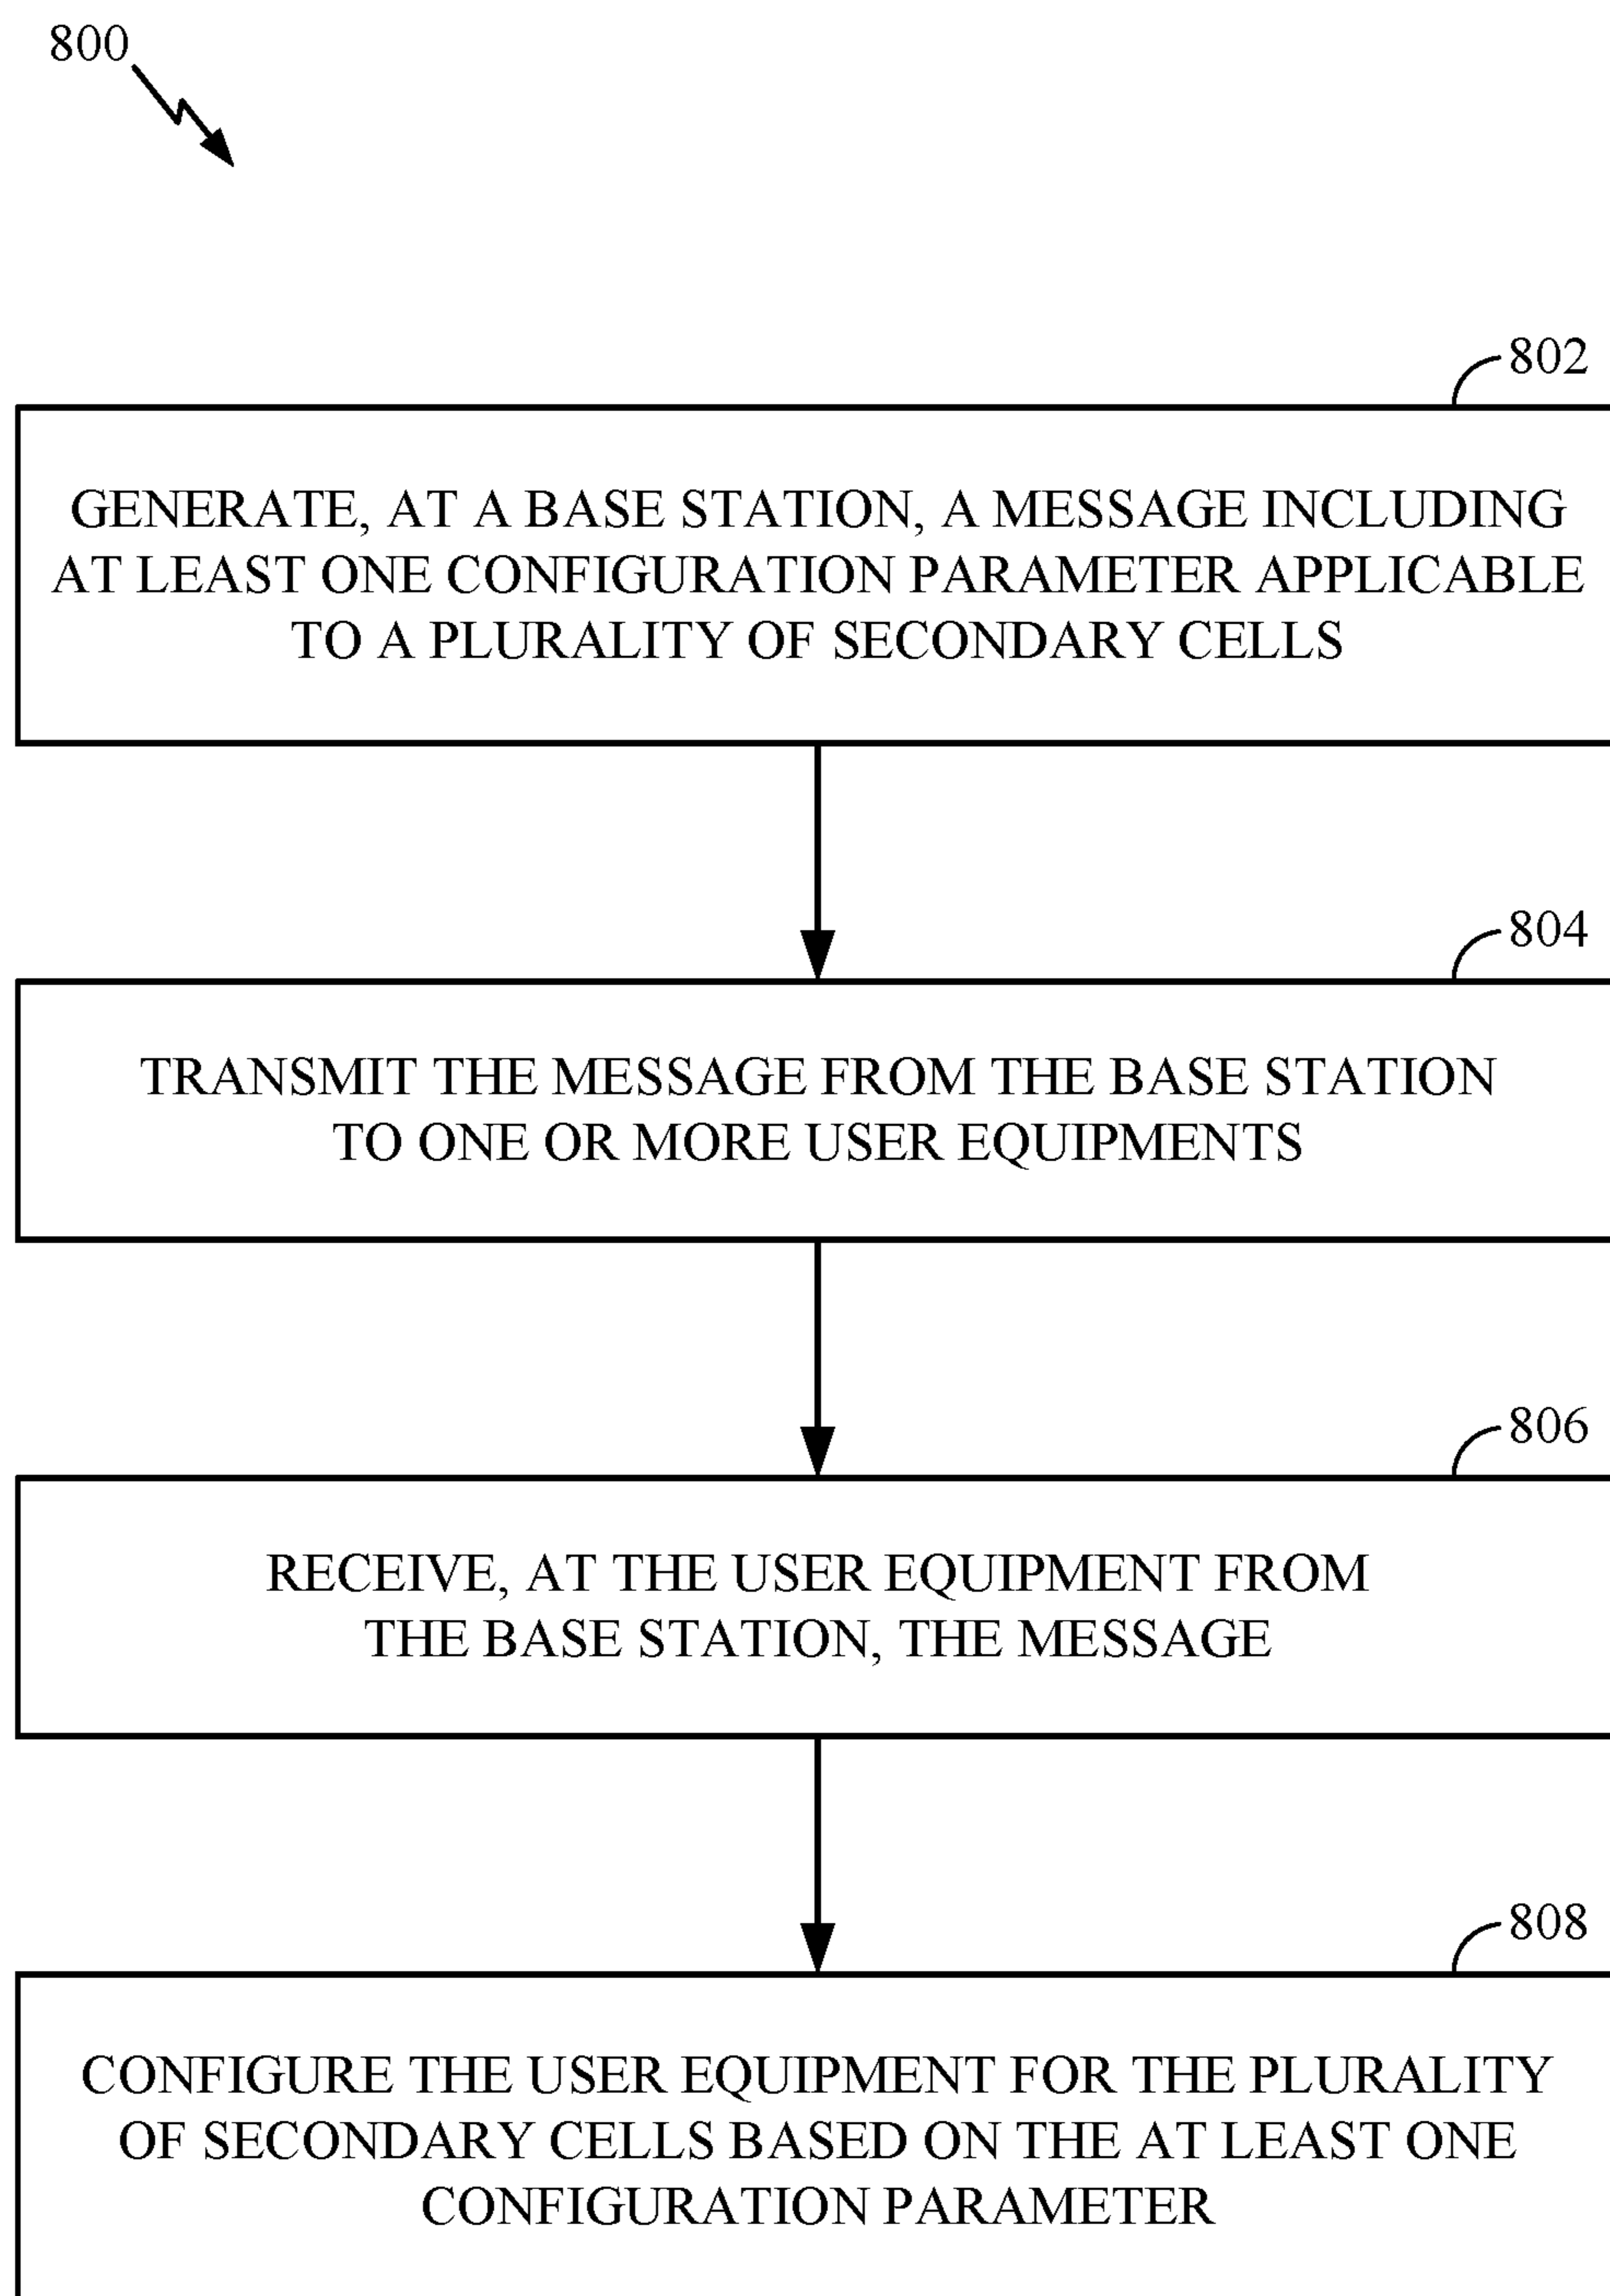 800
802
GENERATE, AT A BASE STATION, A MESSAGE INCLUDING
AT LEAST ONE CONFIGURATION PARAMETER APPLICABLE
TO A PLURALITY OF SECONDARY CELLS
804
TRANSMIT THE MESSAGE FROM THE BASE STATION
TO ONE OR MORE USER EQUIPMENTS
806
RECEIVE, AT THE USER EQUIPMENT FROM
THE BASE STATION, THE MESSAGE
808
CONFIGURE THE USER EQUIPMENT FOR THE PLURALITY
OF SECONDARY CELLS BASED ON THE AT LEAST ONE
CONFIGURATION PARAMETER